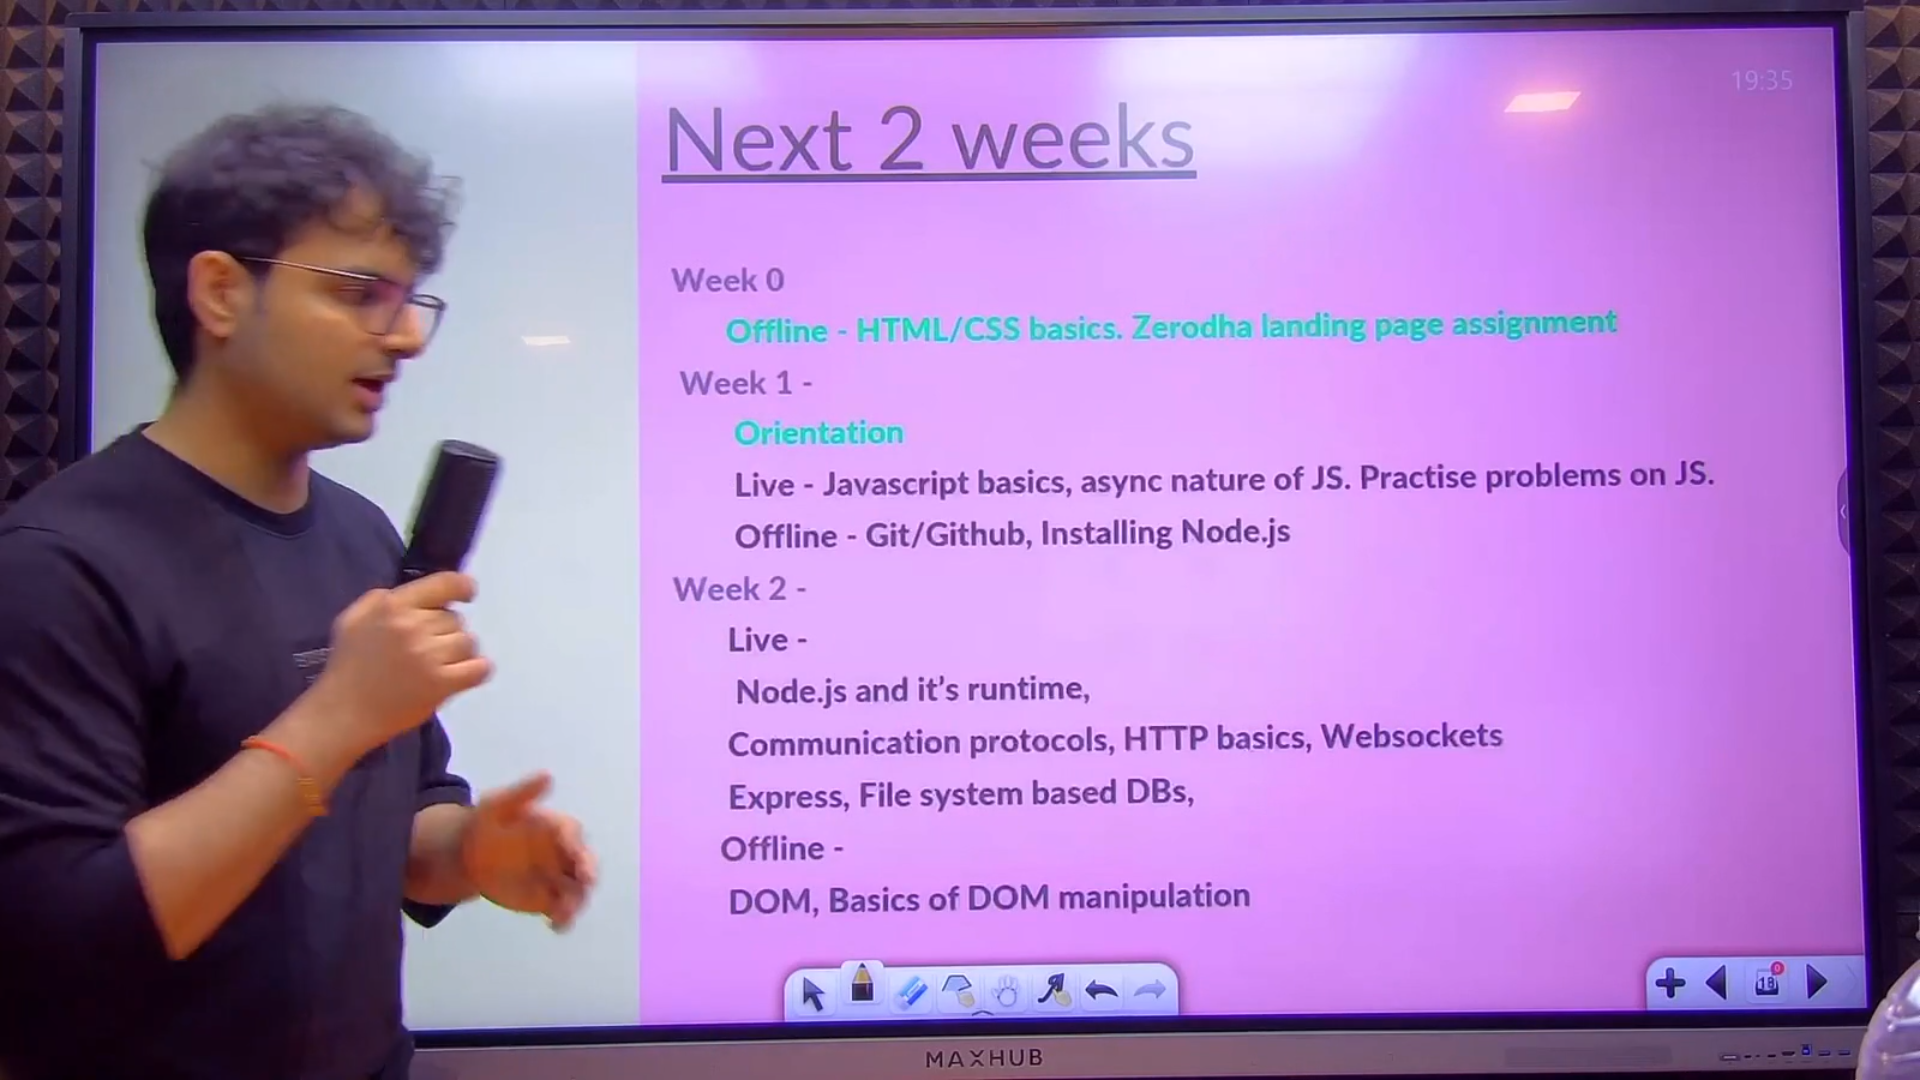 19:35
Next 2 weeks
Week 0
Offline - HTML/CSS basics. Zerodha landing page assignment
Week 1 -
Orientation
Live - Javascript basics, async nature of JS. Practise problems on JS.
Offline - Git/Github, Installing Node.js
Week 2 -
Live -
Node.js and it's runtime,
Communication protocols, HTTP basics, Websockets
Express, File system based DBs,
Offline -
DOM, Basics of DOM manipulation
18
0
MAXHUB